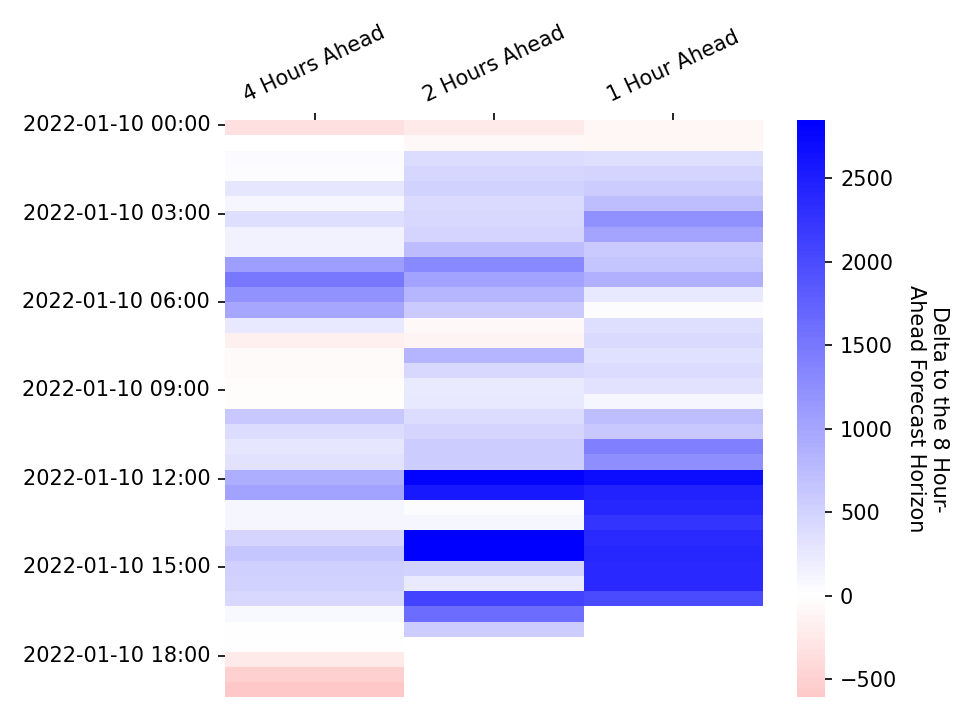 4 Hours Ahead
2 Hours Ahead
1 Hour Ahead
2022-01-10 00:00
2022-01-10 03:00
2022-01-10 06:00
2022-01-10 09:00
2022-01-10 12:00
2022-01-10 15:00
2022-01-10 18:00
2500
2000
1500
1000
500
0
−500
Delta to the 8 Hour-
Ahead Forecast Horizon